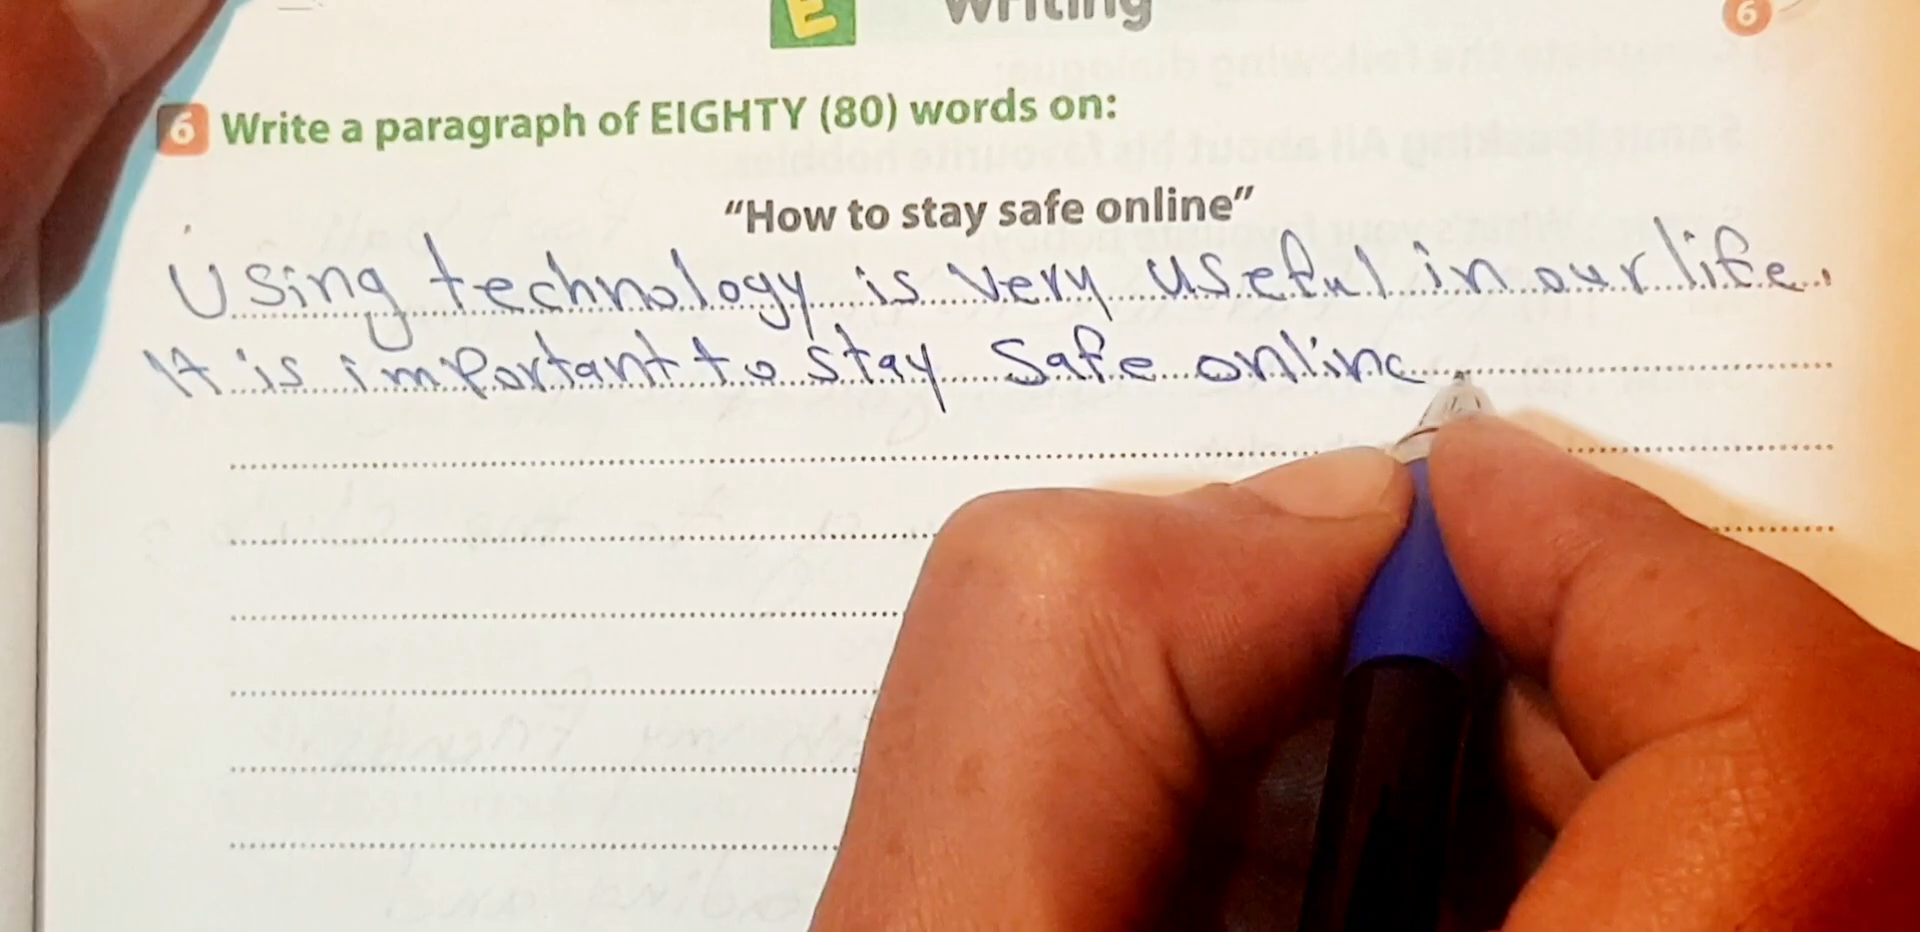 E Writing
6
6 Write a paragraph of EIGHTY (80) words on:
"How to stay safe online"
Using technology is very useful in our life.
It is important to stay safe online.